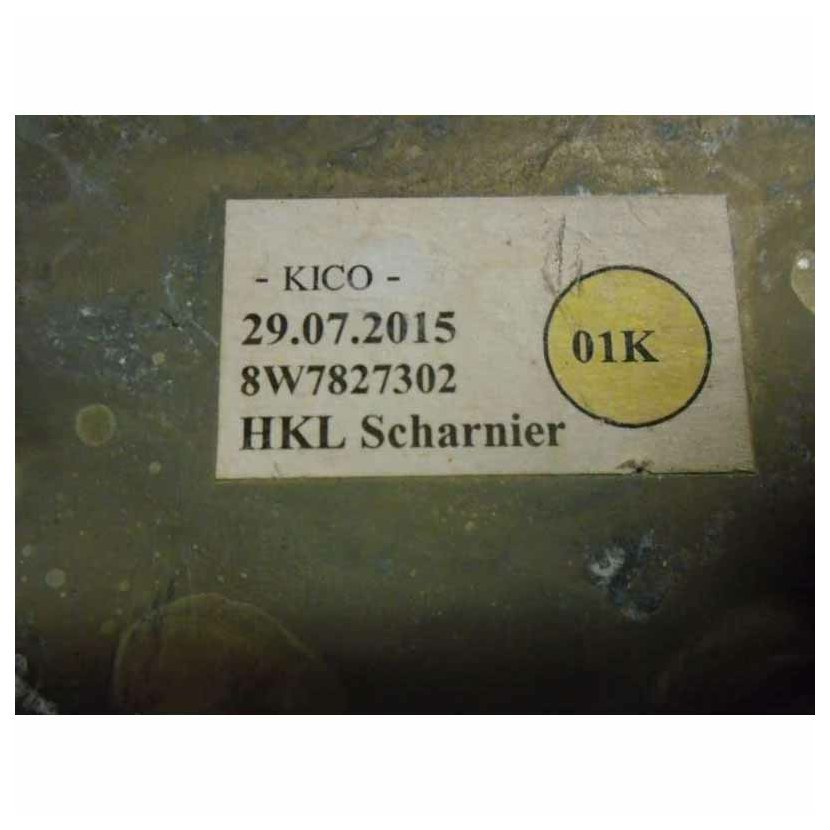 - KICO -
29.07.2015
8W7827302
HKL Scharnier
01K